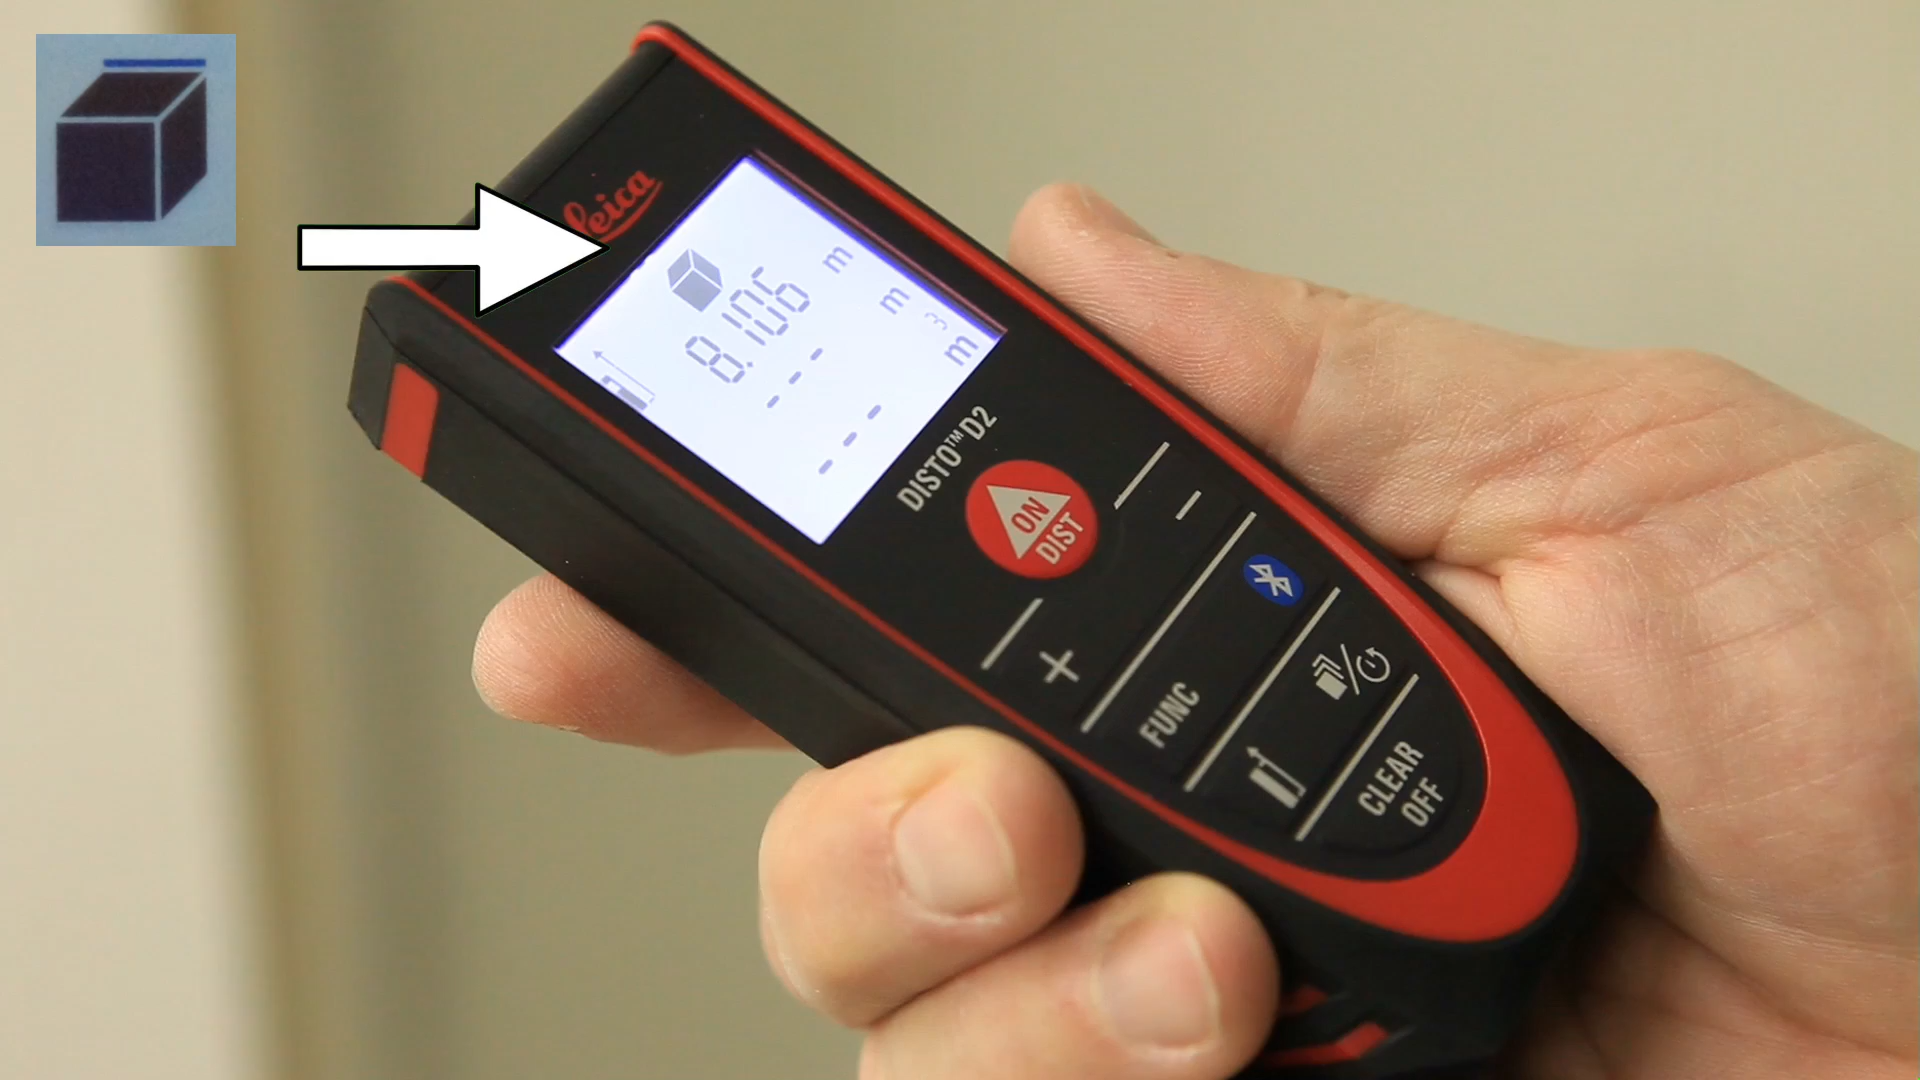 Leica
8.106 m
---- m
---- m³
DISTO™ D2
ON
DIST
−
+
FUNC
CLEAR
OFF